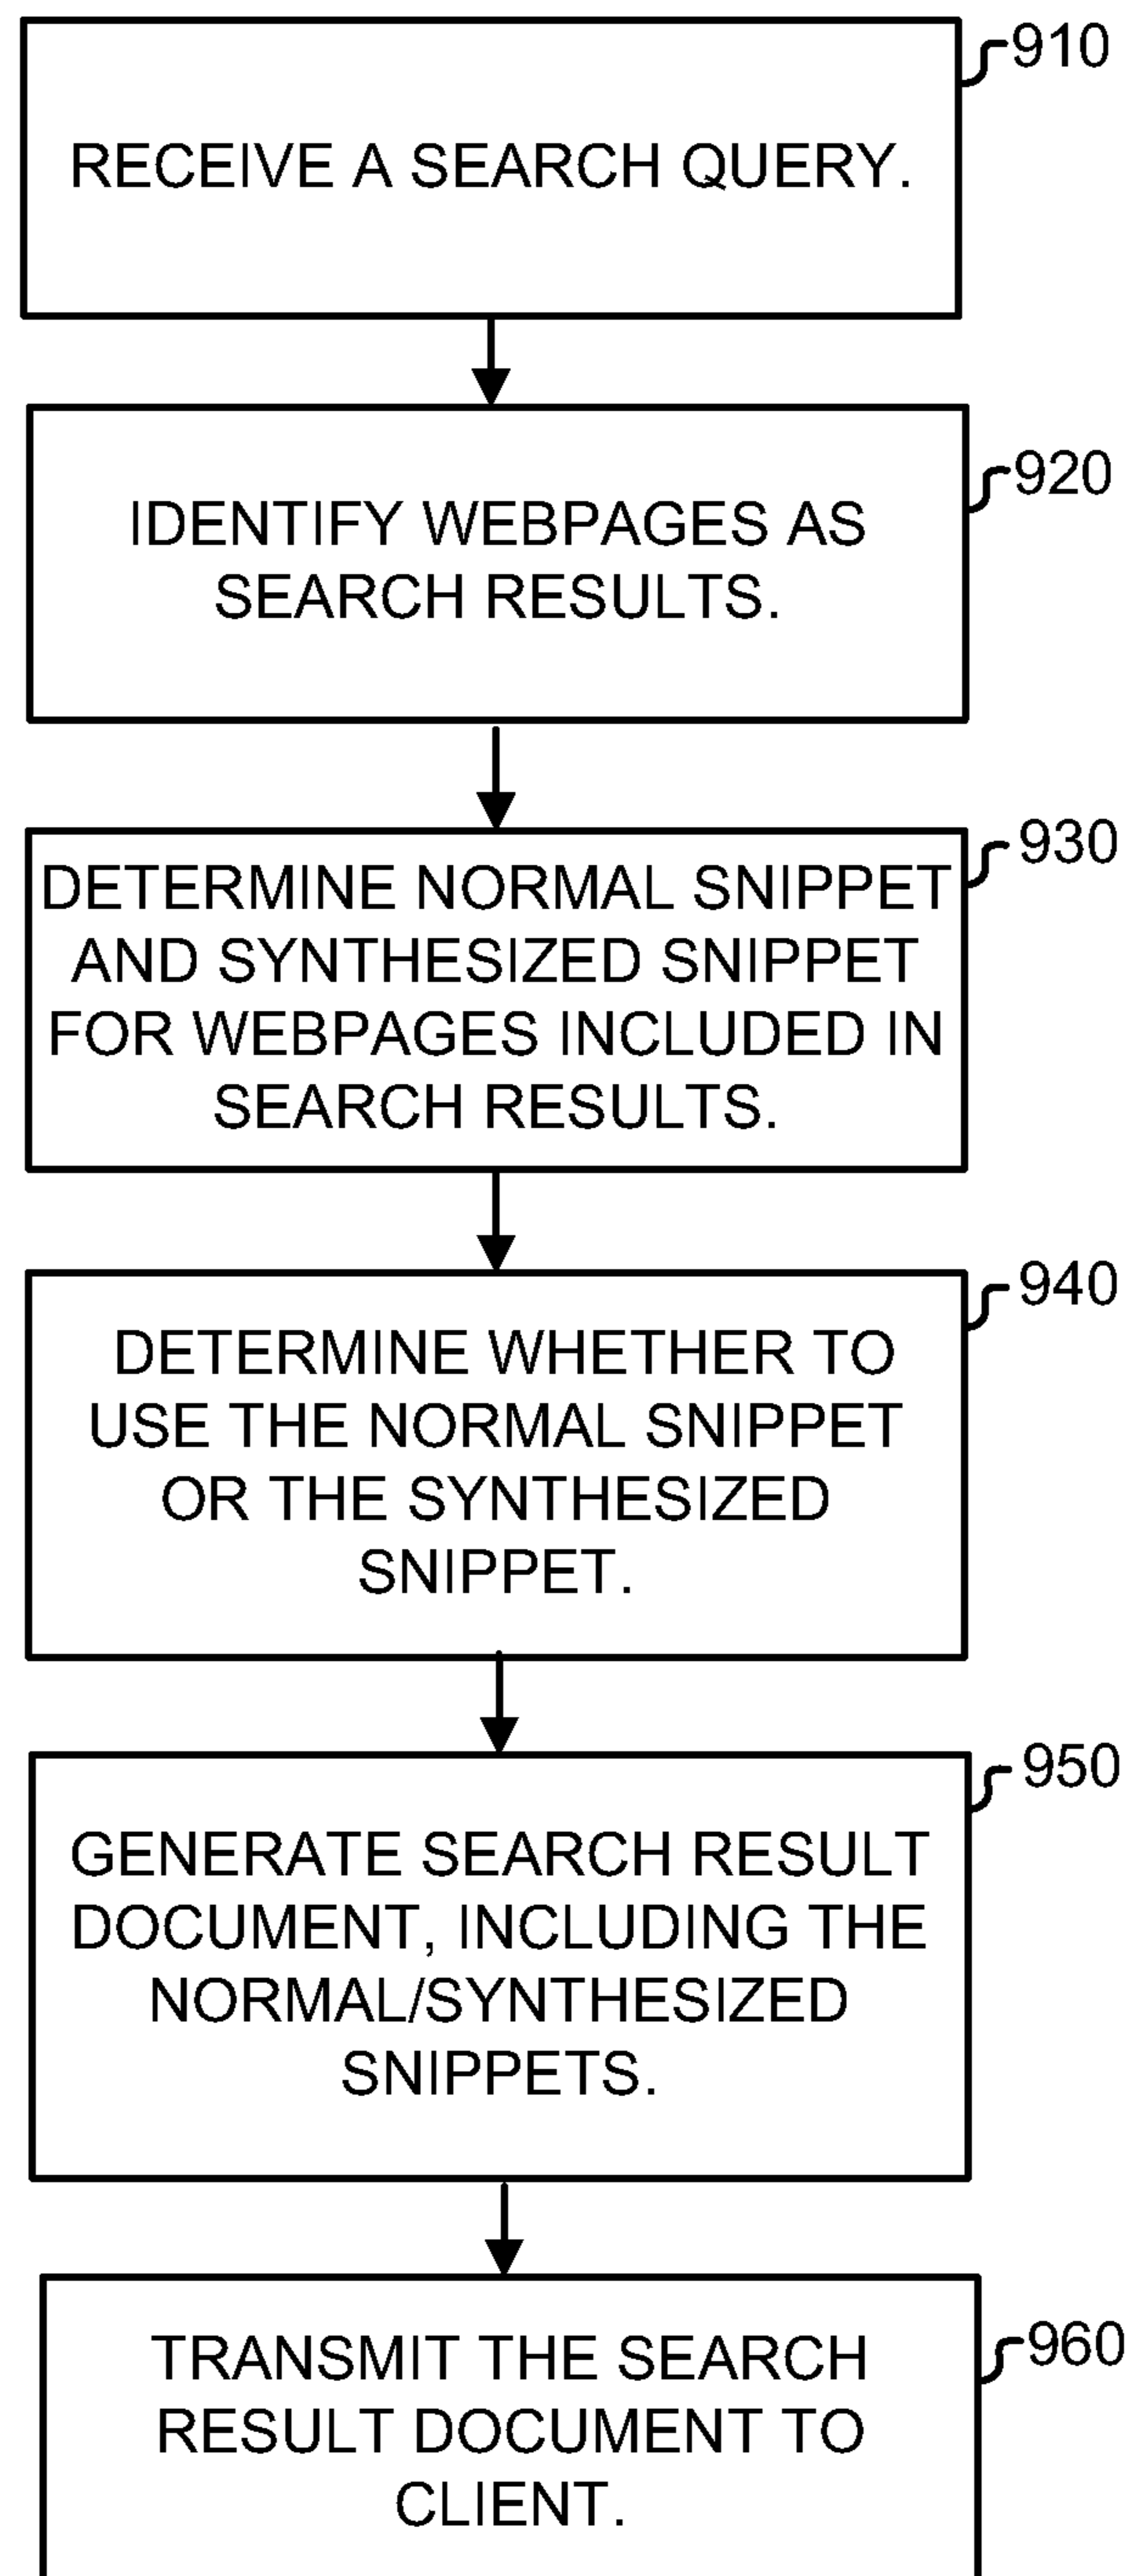 910
RECEIVE A SEARCH QUERY.
920
IDENTIFY WEBPAGES AS
SEARCH RESULTS.
930
DETERMINE NORMAL SNIPPET
AND SYNTHESIZED SNIPPET
FOR WEBPAGES INCLUDED IN
SEARCH RESULTS.
940
DETERMINE WHETHER TO
USE THE NORMAL SNIPPET
OR THE SYNTHESIZED
SNIPPET.
950
GENERATE SEARCH RESULT
DOCUMENT, INCLUDING THE
NORMAL/SYNTHESIZED
SNIPPETS.
960
TRANSMIT THE SEARCH
RESULT DOCUMENT TO
CLIENT.